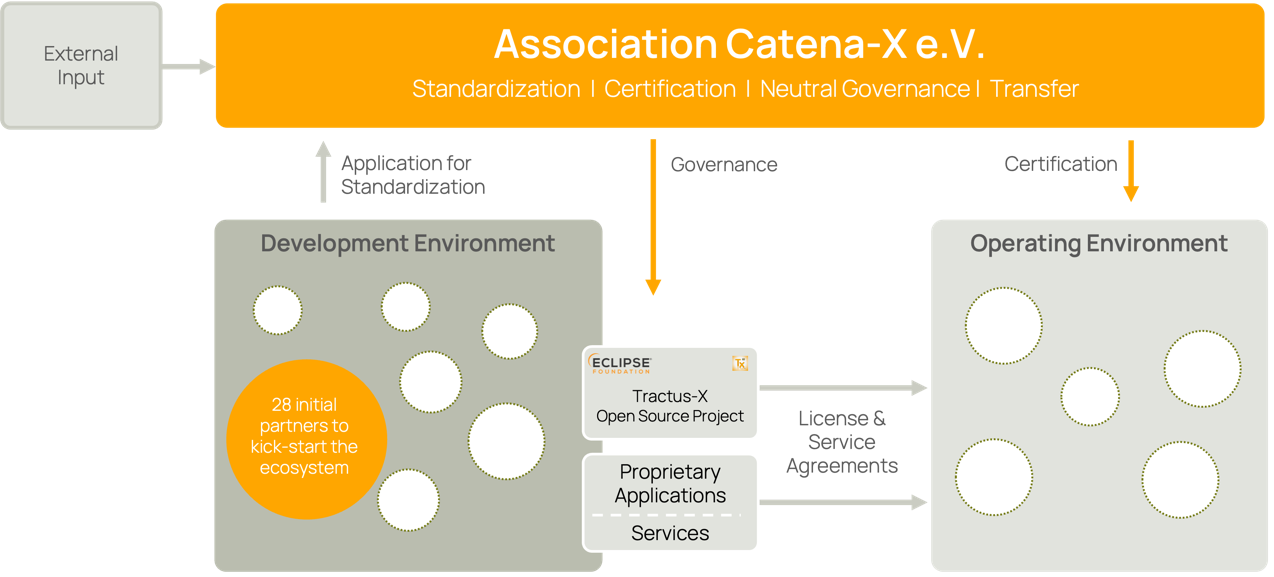 External
Input
Association Catena-X e.V.
Standardization | Certification | Neutral Governance | Transfer
Application for
Standardization
Governance
Certification
Development Environment
28 initial
partners to
kick-start the
ecosystem
ECLIPSE
FOUNDATION
TX
Tractus-X
Open Source Project
Proprietary
Applications
Services
License &
Service
Agreements
Operating Environment